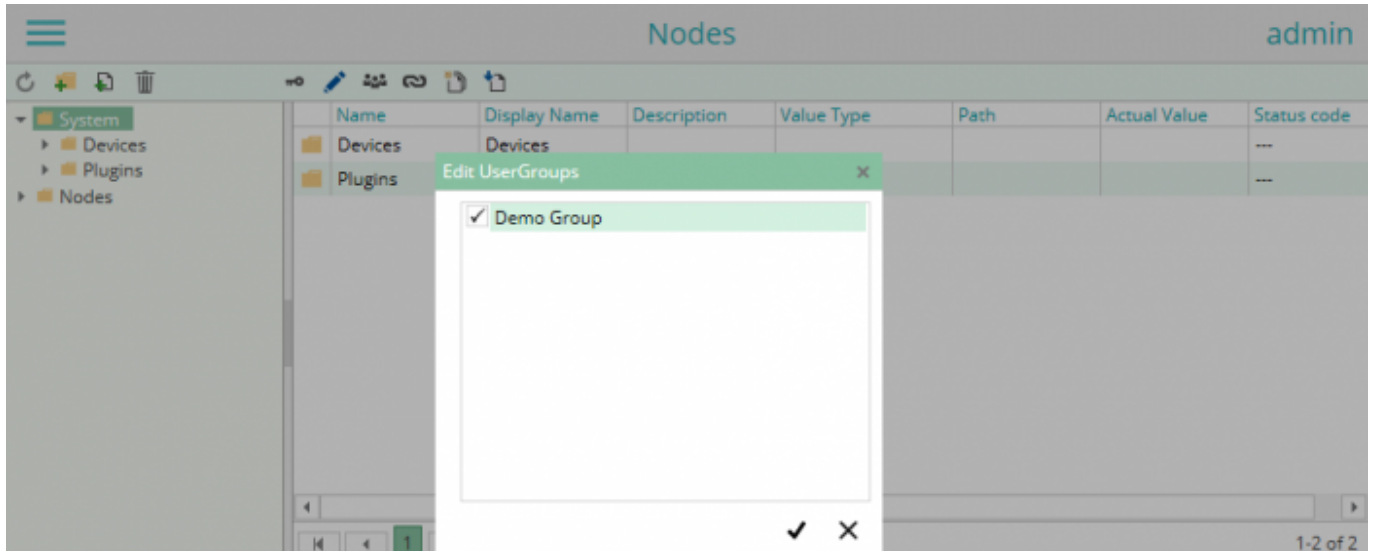 Nodes admin
System
Devices
Plugins
Nodes
Name Display Name Description Value Type Path Actual Value Status code
Devices Devices ---
Plugins ---
Edit UserGroups
Demo Group
1
1-2 of 2